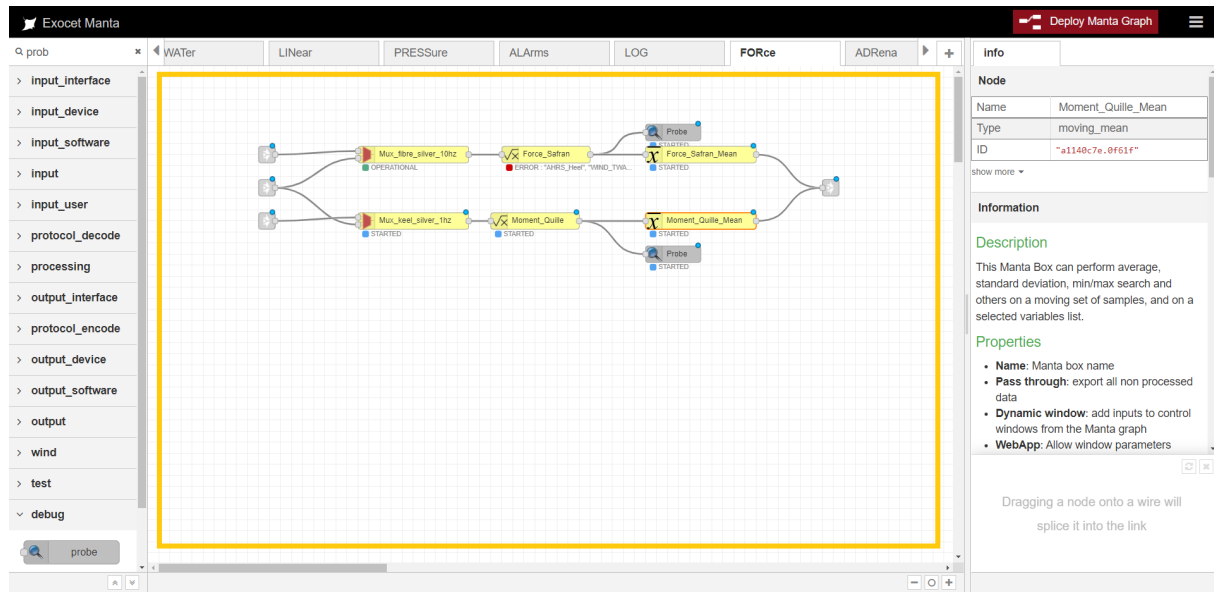 Exocet Manta
Deploy Manta Graph
prob
WATer
LINear
PRESSure
ALArms
LOG
FORce
ADRena
info
input_interface
input_device
input_software
input
input_user
protocol_decode
processing
output_interface
protocol_encode
output_device
output_software
output
wind
test
debug
probe
Probe
STARTED
Mux_fibre_silver_10hz
OPERATIONAL
Force_Safran
ERROR : "AHRS_Heel", "WIND_TWA...
Force_Safran_Mean
STARTED
Mux_keel_silver_1hz
STARTED
Moment_Quille
STARTED
Moment_Quille_Mean
STARTED
Probe
STARTED
Node
Name Moment_Quille_Mean
Type moving_mean
ID "a1140c7e.0f61f"
show more
Information
Description
This Manta Box can perform average,
standard deviation, min/max search and
others on a moving set of samples, and on a
selected variables list.
Properties
Name: Manta box name
Pass through: export all non processed
data
Dynamic window: add inputs to control
windows from the Manta graph
WebApp: Allow window parameters
Dragging a node onto a wire will
splice it into the link